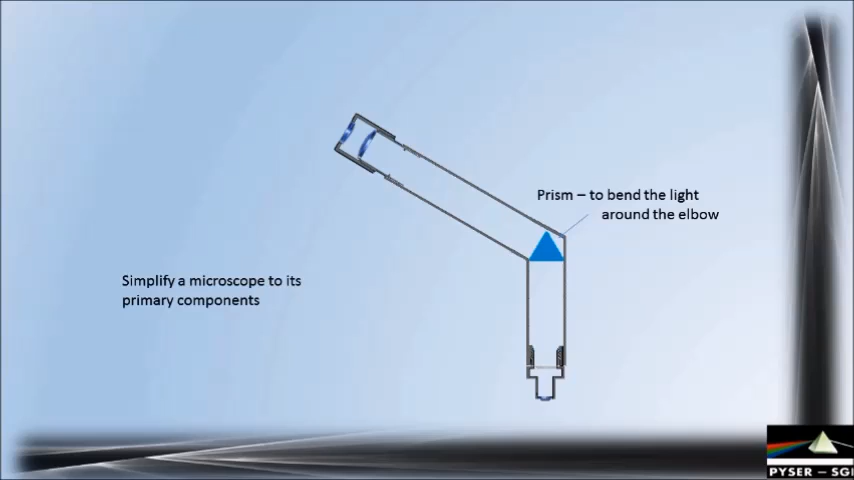 Prism – to bend the light
around the elbow
Simplify a microscope to its
primary components
PYSER – SGI